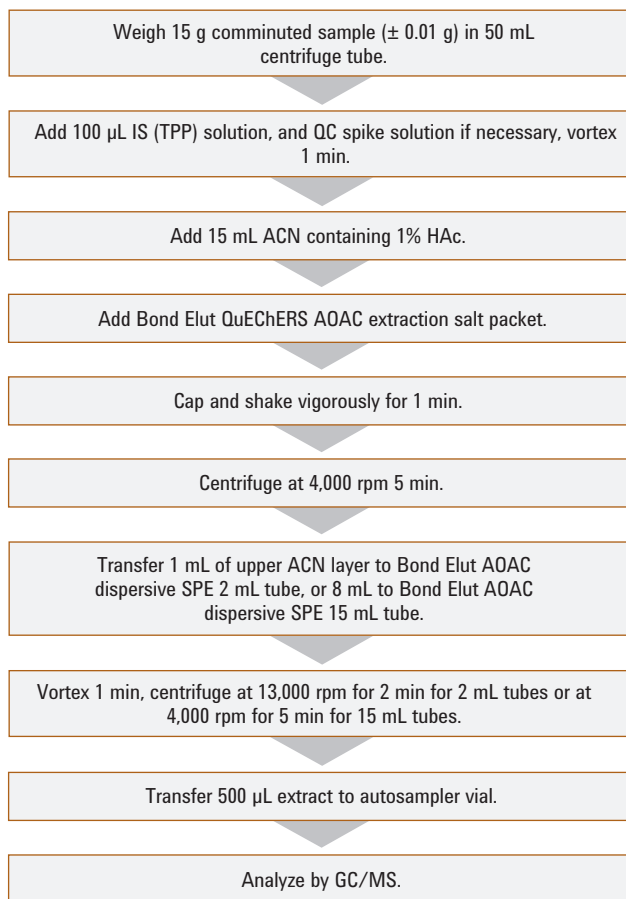 Weigh 15 g comminuted sample (± 0.01 g) in 50 mL
centrifuge tube.
Add 100 µL IS (TPP) solution, and QC spike solution if necessary, vortex
1 min.
Add 15 mL ACN containing 1% HAc.
Add Bond Elut QuEChERS AOAC extraction salt packet.
Cap and shake vigorously for 1 min.
Centrifuge at 4,000 rpm 5 min.
Transfer 1 mL of upper ACN layer to Bond Elut AOAC
dispersive SPE 2 mL tube, or 8 mL to Bond Elut AOAC
dispersive SPE 15 mL tube.
Vortex 1 min, centrifuge at 13,000 rpm for 2 min for 2 mL tubes or at
4,000 rpm for 5 min for 15 mL tubes.
Transfer 500 µL extract to autosampler vial.
Analyze by GC/MS.